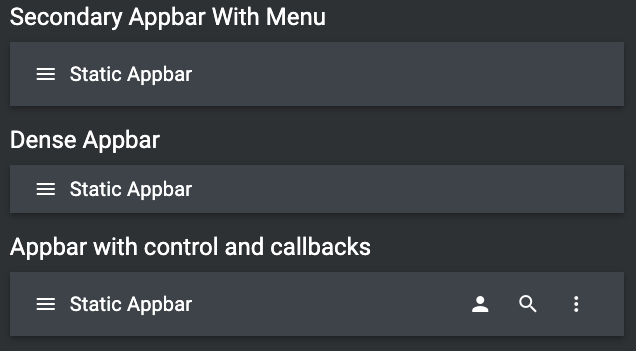 Secondary Appbar With Menu
Static Appbar
Dense Appbar
Static Appbar
Appbar with control and callbacks
Static Appbar